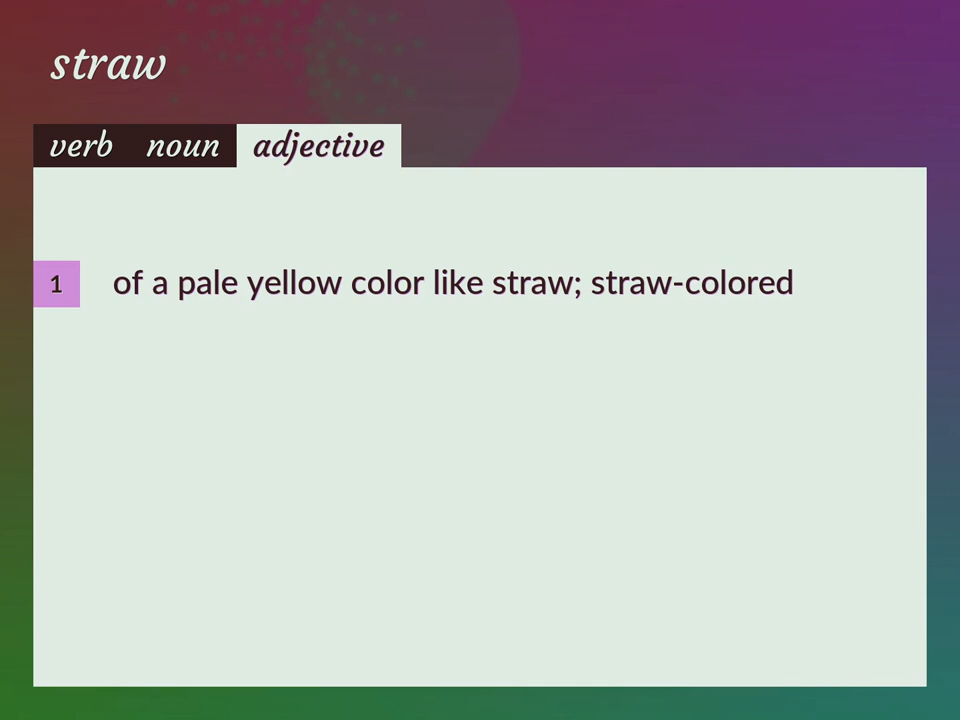 straw
verb noun adjective
1 of a pale yellow color like straw; straw-colored